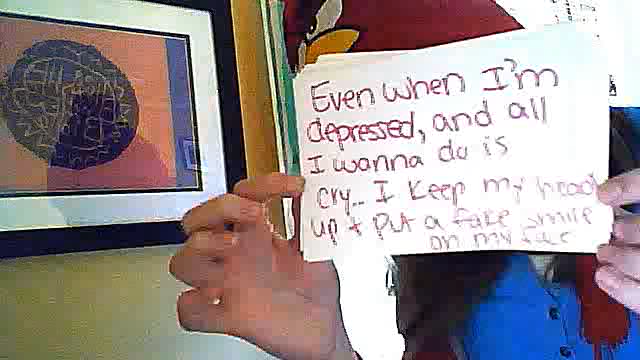 Even when I'm
depressed, and all
I wanna do is
cry... I keep my head
up + put a fake smile
on my face